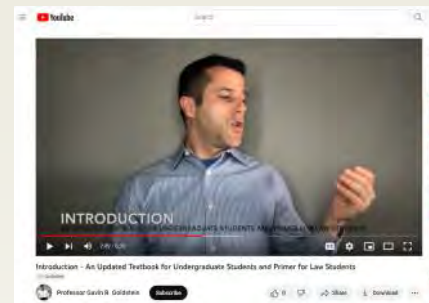 YouTube
Search
INTRODUCTION
Introduction - An Updated Textbook for Undergraduate Students and Primer for Law Students
Professor Gavin B. Goldstein
Subscribe
0
Share
Download